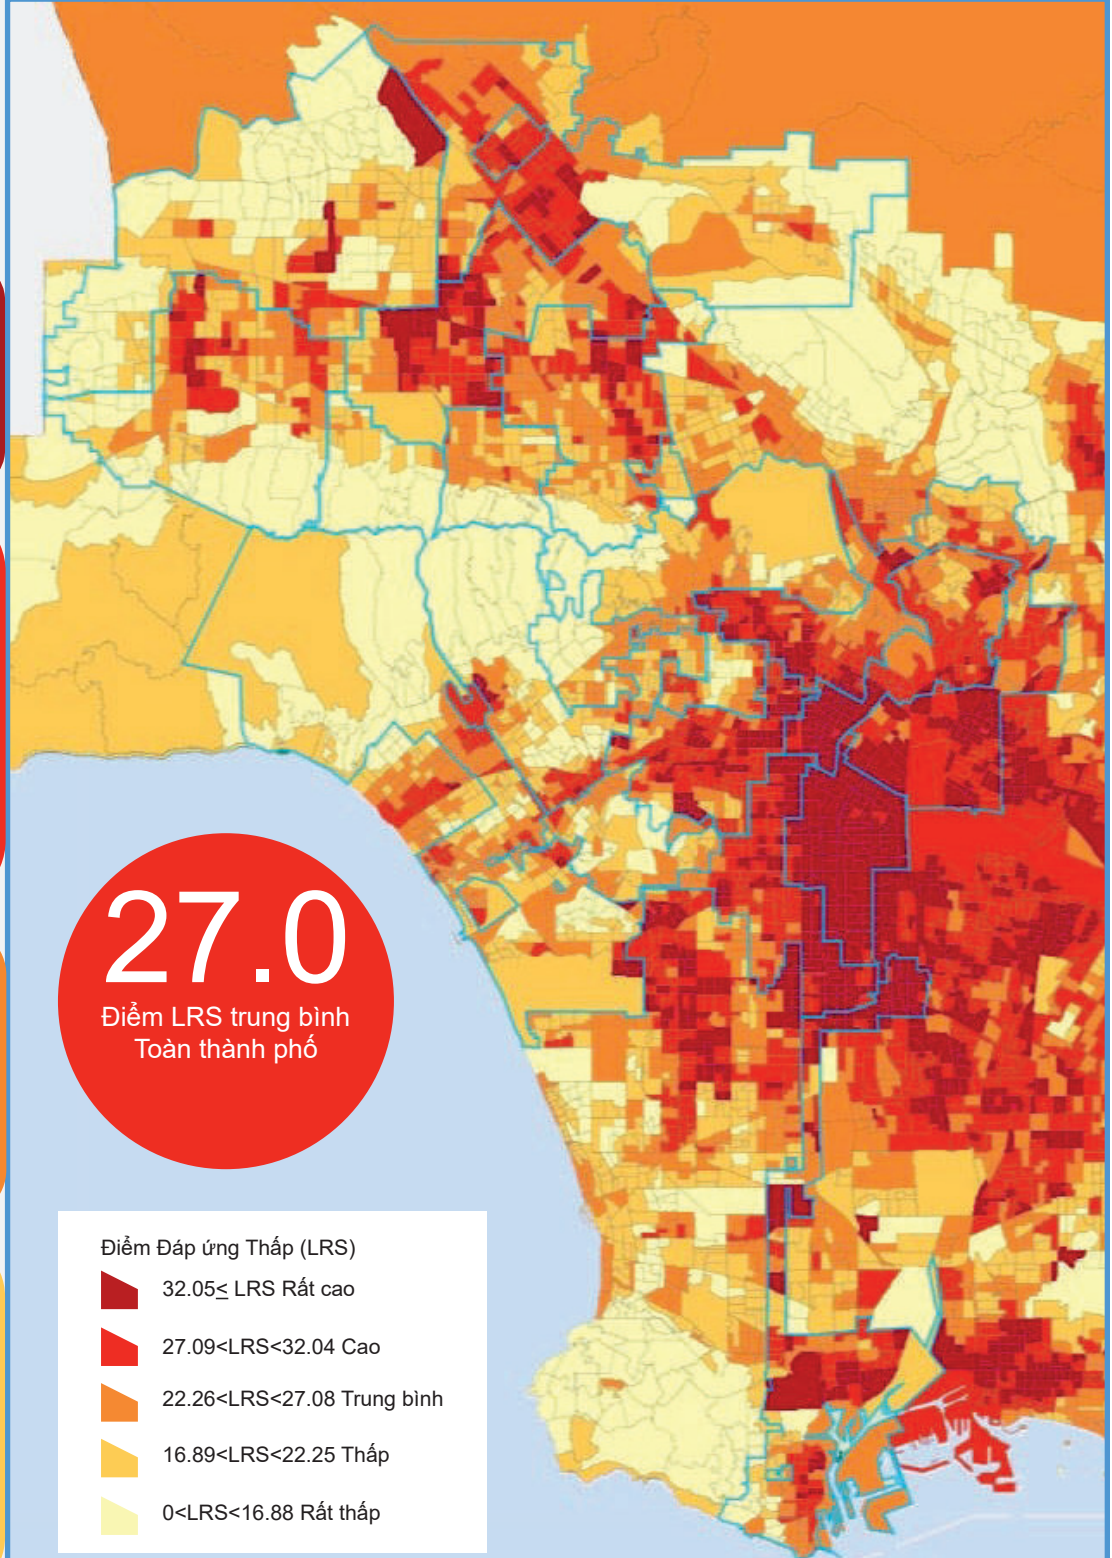 27.0
Điểm LRS trung bình
Toàn thành phố
Điểm Đáp ứng Thấp (LRS)
32.05≤ LRS Rất cao
27.09<LRS<32.04 Cao
22.26<LRS<27.08 Trung bình
16.89<LRS<22.25 Thấp
0<LRS<16.88 Rất thấp